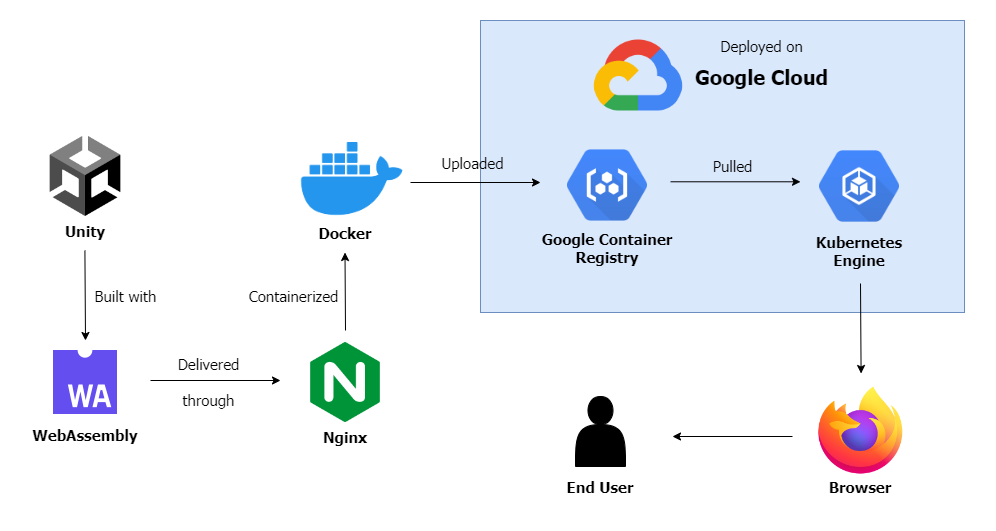 Deployed on
Google Cloud
Uploaded
Pulled
Unity
Docker
Google Container
Registry
Kubernetes
Engine
Built with
Containerized
WA
Delivered
through
N
WebAssembly
Nginx
End User
Browser